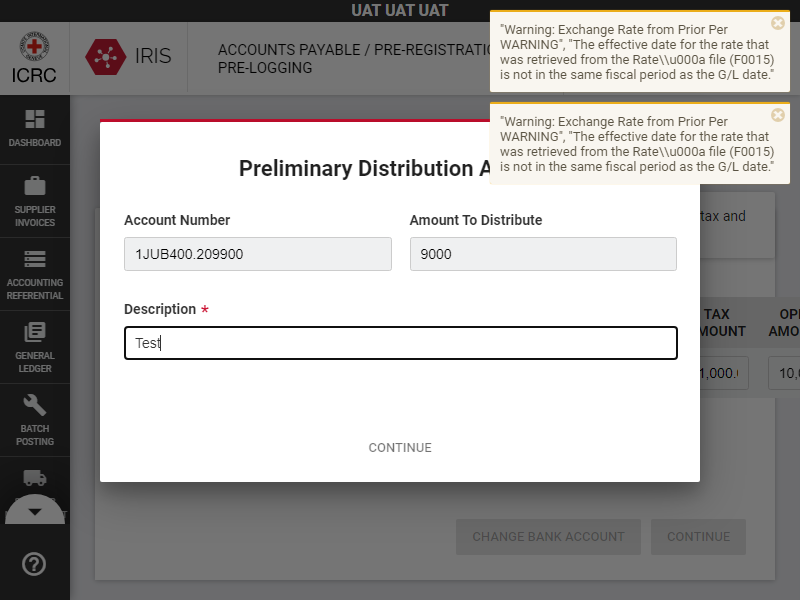 UAT UAT UAT
ICRC
IRIS
ACCOUNTS PAYABLE / PRE-REGISTRATIO
PRE-LOGGING
"Warning: Exchange Rate from Prior Per
WARNING", "The effective date for the rate that
was retrieved from the Rate\\u000a file (F0015)
is not in the same fiscal period as the G/L date."
"Warning: Exchange Rate from Prior Per
WARNING", "The effective date for the rate that
was retrieved from the Rate\\u000a file (F0015)
is not in the same fiscal period as the G/L date."
DASHBOARD
SUPPLIER
INVOICES
ACCOUNTING
REFERENTIAL
GENERAL
LEDGER
BATCH
POSTING
Preliminary Distribution A
Account Number
Amount To Distribute
1JUB400.209900
9000
Description *
Test
CONTINUE
tax and
TAX
MOUNT
OP
AMO
1,000.
10,
CHANGE BANK ACCOUNT
CONTINUE